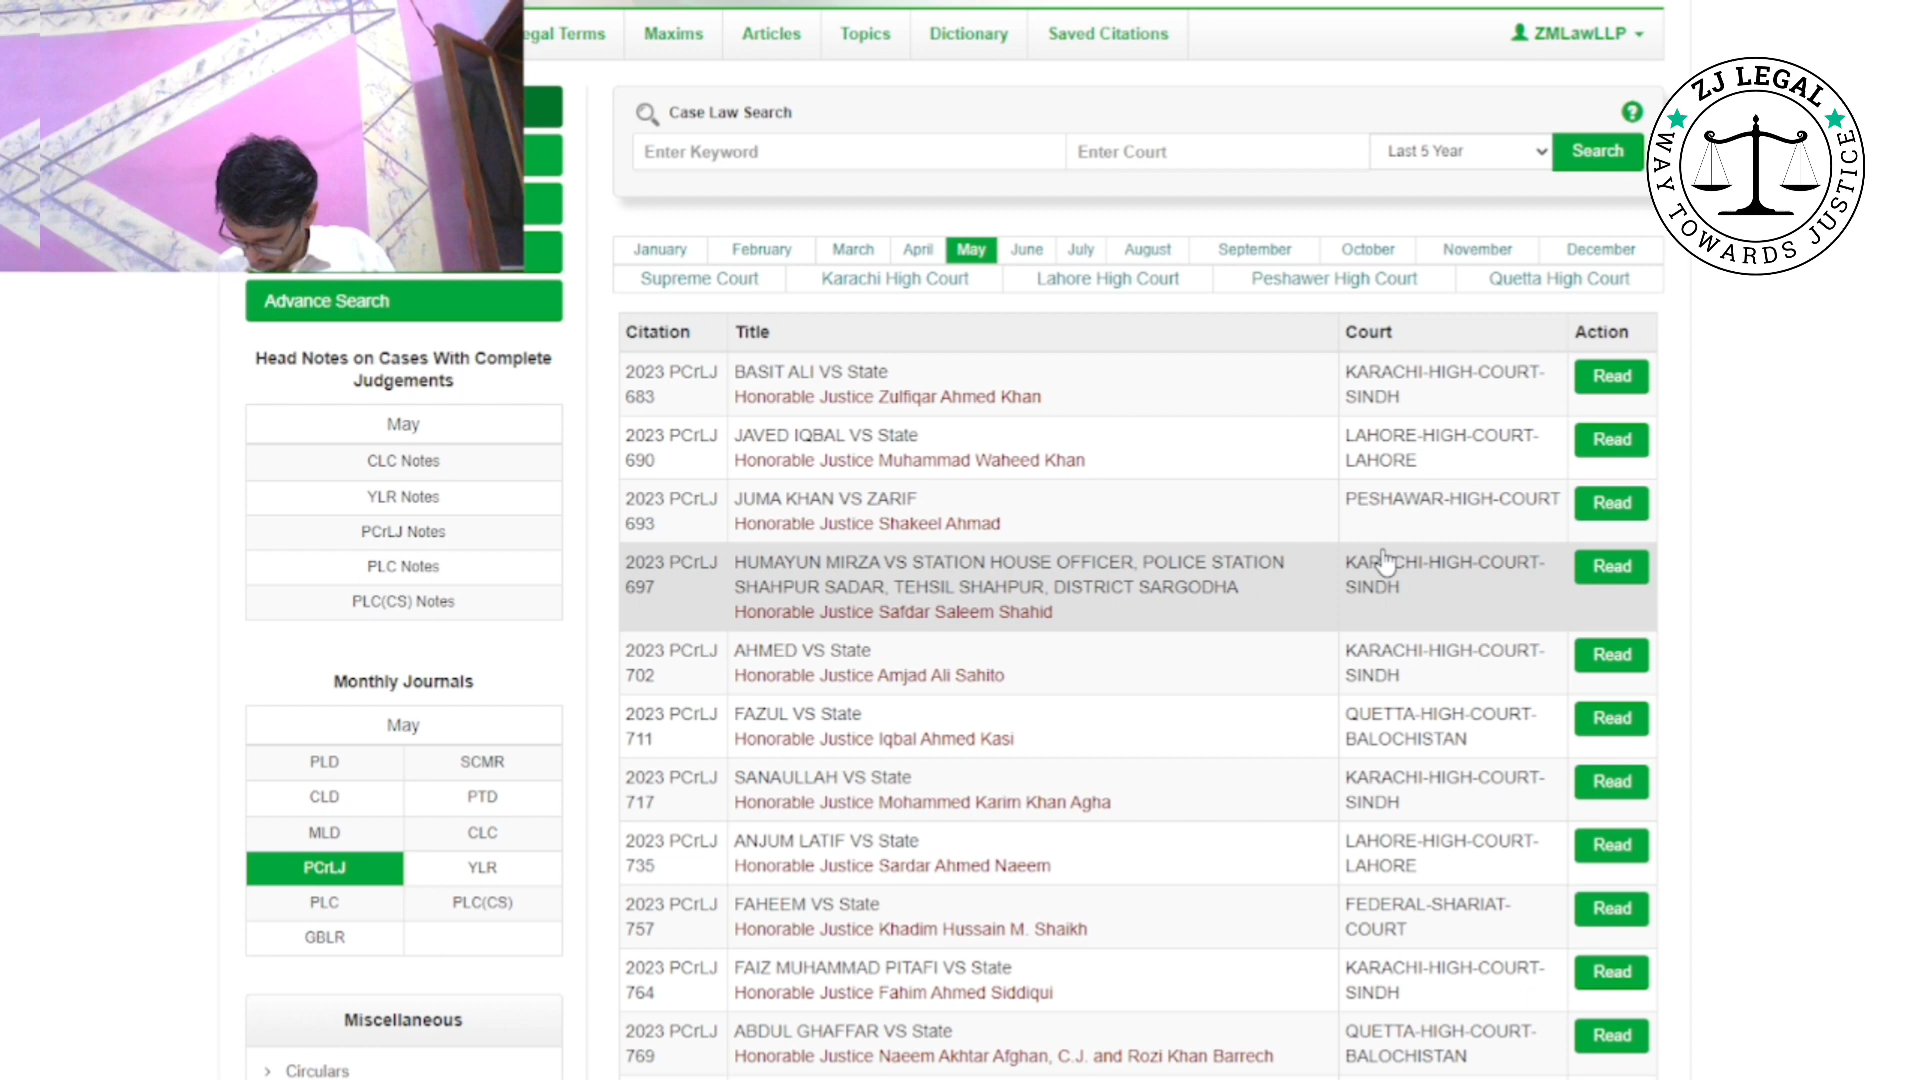 egal Terms
Maxims
Articles
Topics
Dictionary
Saved Citations
ZMLawLLP
ZJ LEGAL
WAY TOWARDS JUSTICE
Case Law Search
Enter Keyword
Enter Court
Last 5 Year
Search
January
February
March
April
May
June
July
August
September
October
November
December
Supreme Court
Karachi High Court
Lahore High Court
Peshawer High Court
Quetta High Court
Advance Search
Head Notes on Cases With Complete
Judgements
May
CLC Notes
YLR Notes
PCrLJ Notes
PLC Notes
PLC(CS) Notes
Monthly Journals
May
PLD
SCMR
CLD
PTD
MLD
CLC
PCrLJ
YLR
PLC
PLC(CS)
GBLR
Miscellaneous
Circulars
Citation
Title
Court
Action
2023 PCrLJ
683
BASIT ALI VS State
Honorable Justice Zulfiqar Ahmed Khan
KARACHI-HIGH-COURT-
SINDH
Read
2023 PCrLJ
690
JAVED IQBAL VS State
Honorable Justice Muhammad Waheed Khan
LAHORE-HIGH-COURT-
LAHORE
Read
2023 PCrLJ
693
JUMA KHAN VS ZARIF
Honorable Justice Shakeel Ahmad
PESHAWAR-HIGH-COURT
Read
2023 PCrLJ
697
HUMAYUN MIRZA VS STATION HOUSE OFFICER, POLICE STATION
SHAHPUR SADAR, TEHSIL SHAHPUR, DISTRICT SARGODHA
Honorable Justice Safdar Saleem Shahid
KARACHI-HIGH-COURT-
SINDH
Read
2023 PCrLJ
702
AHMED VS State
Honorable Justice Amjad Ali Sahito
KARACHI-HIGH-COURT-
SINDH
Read
2023 PCrLJ
711
FAZUL VS State
Honorable Justice Iqbal Ahmed Kasi
QUETTA-HIGH-COURT-
BALOCHISTAN
Read
2023 PCrLJ
717
SANAULLAH VS State
Honorable Justice Mohammed Karim Khan Agha
KARACHI-HIGH-COURT-
SINDH
Read
2023 PCrLJ
735
ANJUM LATIF VS State
Honorable Justice Sardar Ahmed Naeem
LAHORE-HIGH-COURT-
LAHORE
Read
2023 PCrLJ
757
FAHEEM VS State
Honorable Justice Khadim Hussain M. Shaikh
FEDERAL-SHARIAT-
COURT
Read
2023 PCrLJ
764
FAIZ MUHAMMAD PITAFI VS State
Honorable Justice Fahim Ahmed Siddiqui
KARACHI-HIGH-COURT-
SINDH
Read
2023 PCrLJ
769
ABDUL GHAFFAR VS State
Honorable Justice Naeem Akhtar Afghan, C.J. and Rozi Khan Barrech
QUETTA-HIGH-COURT-
BALOCHISTAN
Read